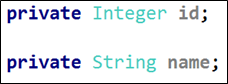 private Integer id;
private String name;